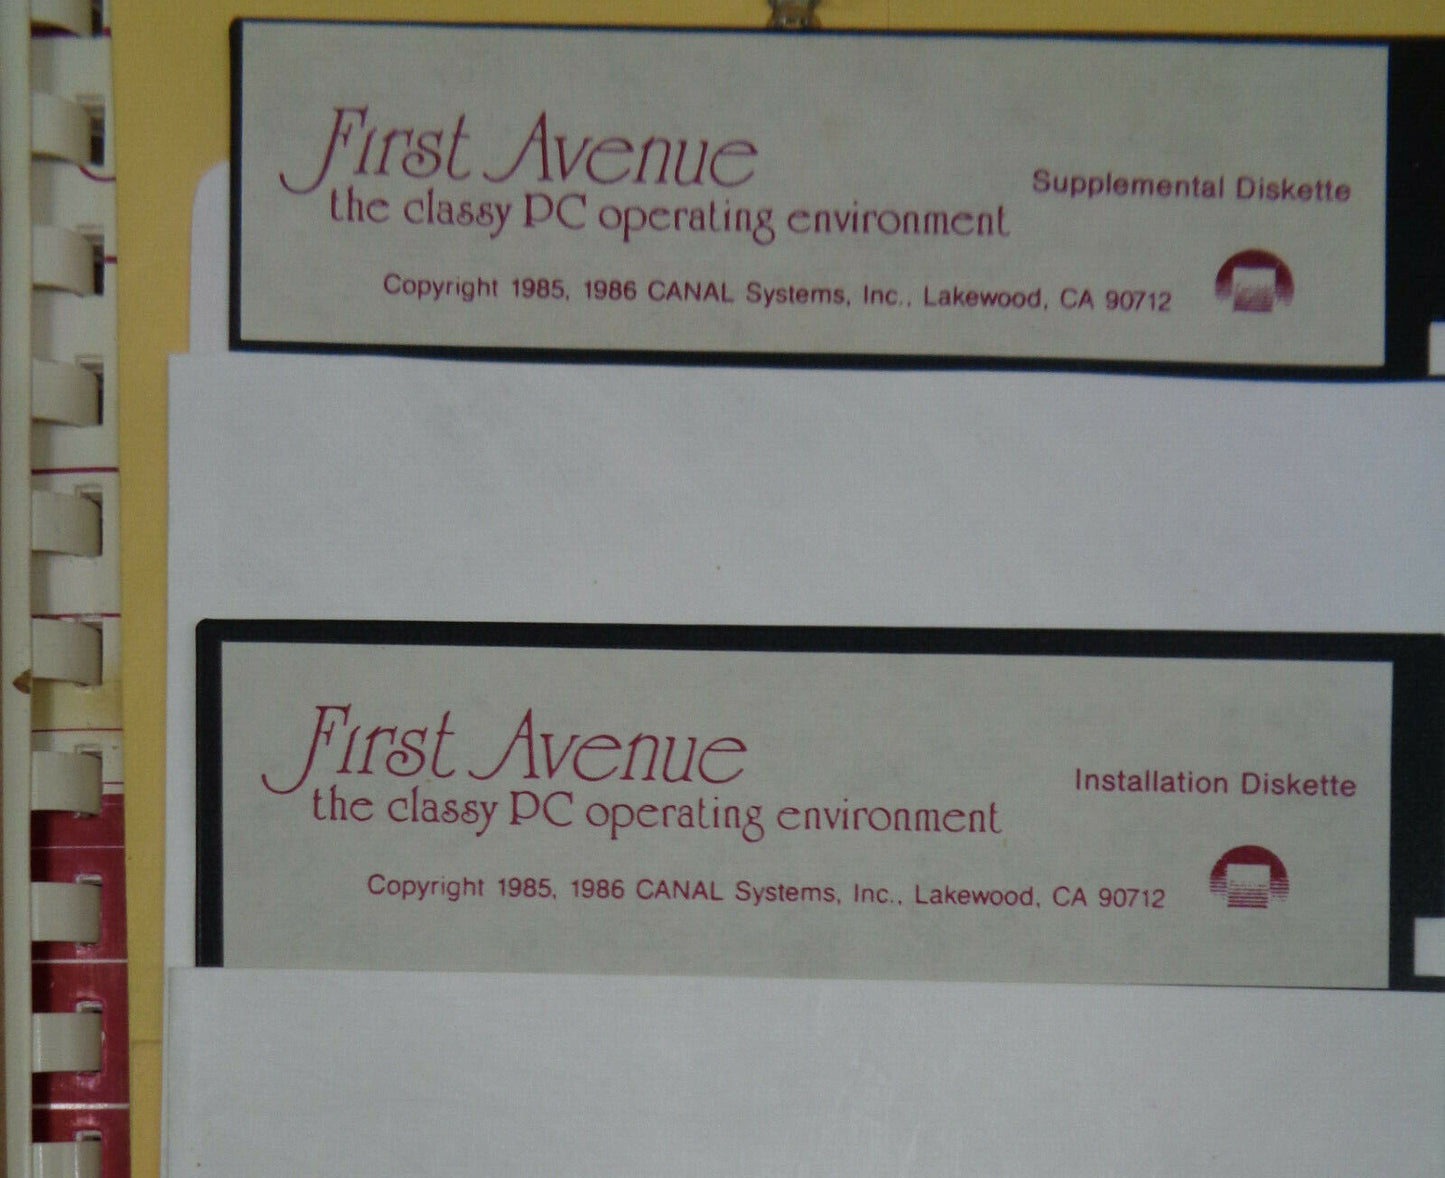 First Avenue
the classy PC operating environment
Supplemental Diskette
Copyright 1985, 1986 CANAL Systems, Inc., Lakewood, CA 90712
First Avenue
the classy PC operating environment
Installation Diskette
Copyright 1985, 1986 CANAL Systems, Inc., Lakewood, CA 90712